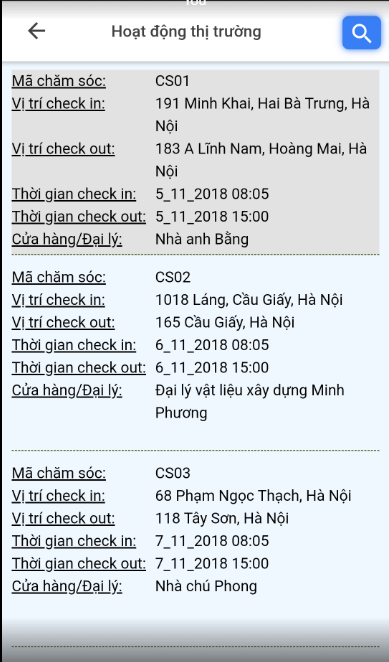 Hoạt động thị trường
Mã chăm sóc: CS01
Vị trí check in: 191 Minh Khai, Hai Bà Trưng, Hà
Nội
Vị trí check out: 183 A Lĩnh Nam, Hoàng Mai, Hà
Nội
Thời gian check in: 5_11_2018 08:05
Thời gian check out: 5_11_2018 15:00
Cửa hàng/Đại lý: Nhà anh Bằng
Mã chăm sóc: CS02
Vị trí check in: 1018 Láng, Cầu Giấy, Hà Nội
Vị trí check out: 165 Cầu Giấy, Hà Nội
Thời gian check in: 6_11_2018 08:05
Thời gian check out: 6_11_2018 15:00
Cửa hàng/Đại lý: Đại lý vật liệu xây dựng Minh
Phương
Mã chăm sóc: CS03
Vị trí check in: 68 Phạm Ngọc Thạch, Hà Nội
Vị trí check out: 118 Tây Sơn, Hà Nội
Thời gian check in: 7_11_2018 08:05
Thời gian check out: 7_11_2018 15:00
Cửa hàng/Đại lý: Nhà chú Phong